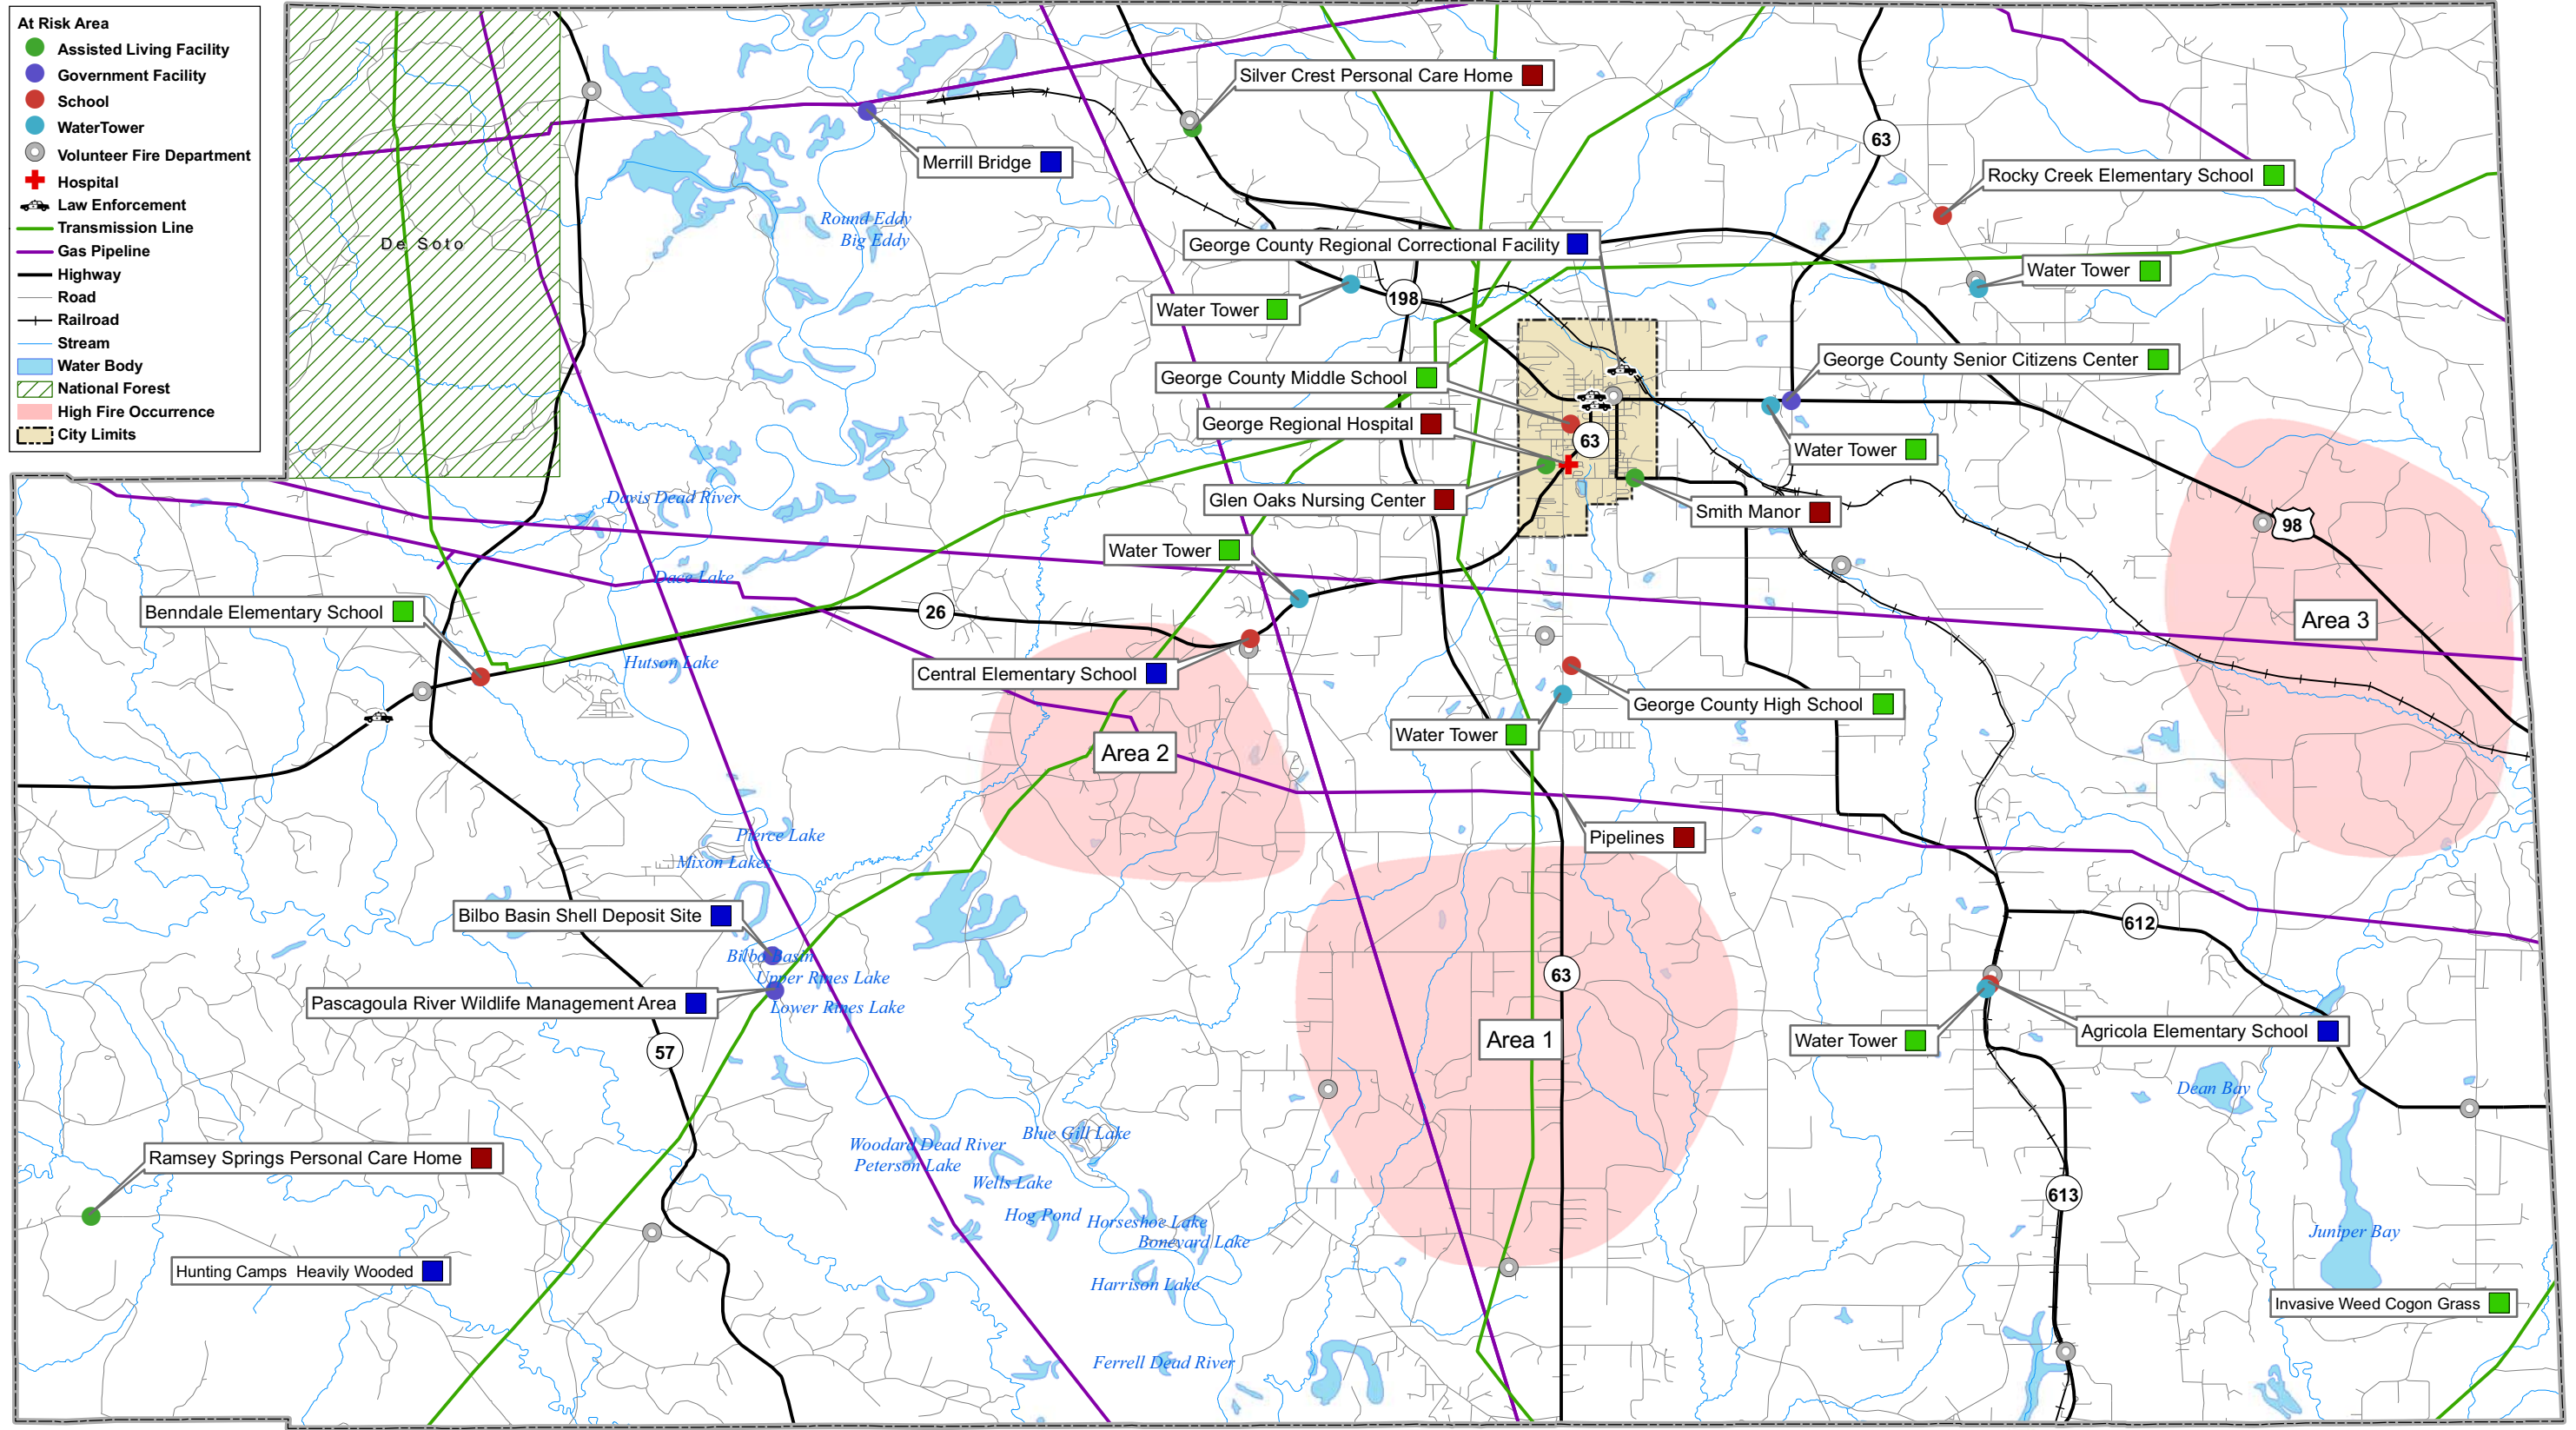 At Risk Area
Assisted Living Facility
Government Facility
School
WaterTower
Volunteer Fire Department
Hospital
Law Enforcement
Transmission Line
Gas Pipeline
Highway
Road
Railroad
Stream
Water Body
National Forest
High Fire Occurrence
City Limits
Silver Crest Personal Care Home
63
Merrill Bridge
Rocky Creek Elementary School
Round Eddy
Big Eddy
De Soto
George County Regional Correctional Facility
Water Tower
198
Water Tower
George County Senior Citizens Center
George County Middle School
George Regional Hospital
63
Water Tower
Glen Oaks Nursing Center
Smith Manor
Davis Dead River
98
Water Tower
Dace Lake
Benndale Elementary School
26
Area 3
Hutson Lake
Central Elementary School
George County High School
Water Tower
Area 2
Pierce Lake
Pipelines
Mixon Lakes
Bilbo Basin Shell Deposit Site
612
Bilbo Basin
Upper Rines Lake
63
Pascagoula River Wildlife Management Area
Lower Rines Lake
Agricola Elementary School
Area 1
Water Tower
57
Dean Bay
Blue Gill Lake
Woodard Dead River
Ramsey Springs Personal Care Home
Peterson Lake
Wells Lake
613
Hog Pond
Horseshoe Lake
Juniper Bay
Boneyard Lake
Hunting Camps  Heavily Wooded
Harrison Lake
Invasive Weed Cogon Grass
Ferrell Dead River